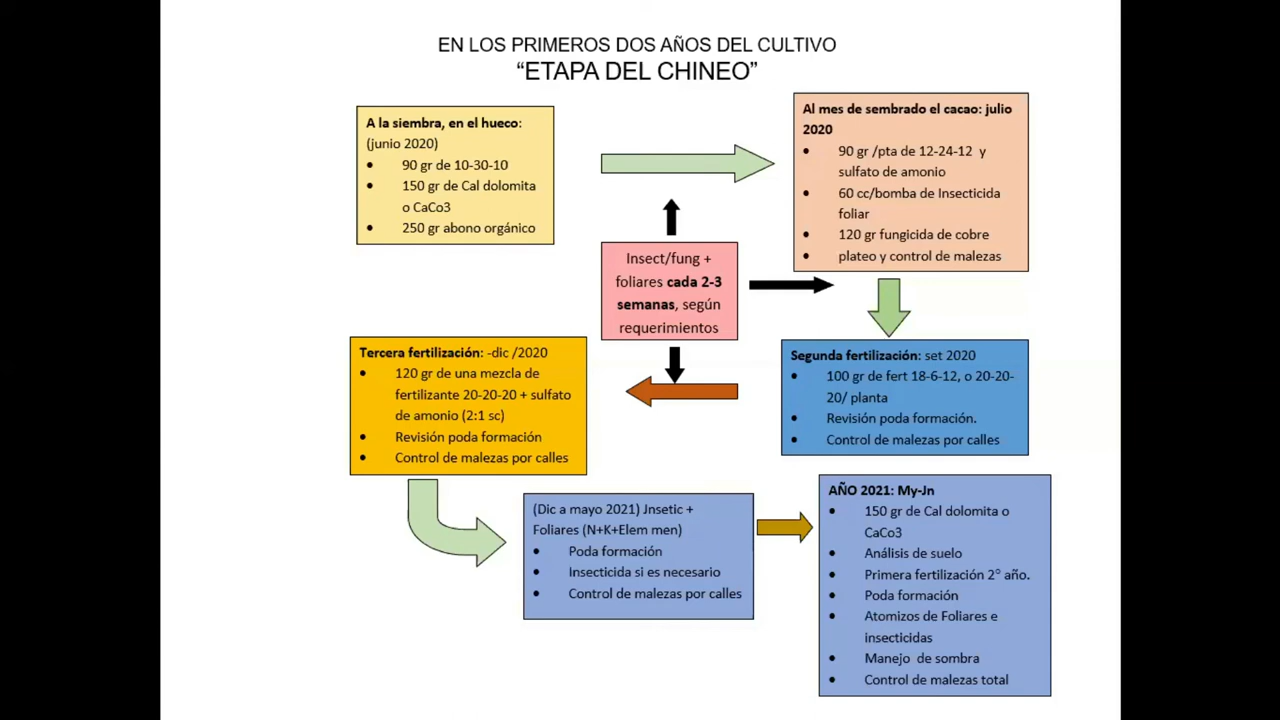 EN LOS PRIMEROS DOS AÑOS DEL CULTIVO
“ETAPA DEL CHINEO”
A la siembra, en el hueco:
(junio 2020)
• 90 gr de 10-30-10
• 150 gr de Cal dolomita
o CaCo3
• 250 gr abono orgánico
Al mes de sembrado el cacao: julio
2020
• 90 gr /pta de 12-24-12 y
sulfato de amonio
• 60 cc/bomba de Insecticida
foliar
• 120 gr fungicida de cobre
• plateo y control de malezas
Insect/fung +
foliares cada 2-3
semanas, según
requerimientos
Segunda fertilización: set 2020
• 100 gr de fert 18-6-12, o 20-20-
20/ planta
• Revisión poda formación.
• Control de malezas por calles
Tercera fertilización: -dic /2020
• 120 gr de una mezcla de
fertilizante 20-20-20 + sulfato
de amonio (2:1 sc)
• Revisión poda formación
• Control de malezas por calles
(Dic a mayo 2021) Jnsetic +
Foliares (N+K+Elem men)
• Poda formación
• Insecticida si es necesario
• Control de malezas por calles
AÑO 2021: My-Jn
• 150 gr de Cal dolomita o
CaCo3
• Análisis de suelo
• Primera fertilización 2° año.
• Poda formación
• Atomizos de Foliares e
insecticidas
• Manejo de sombra
• Control de malezas total